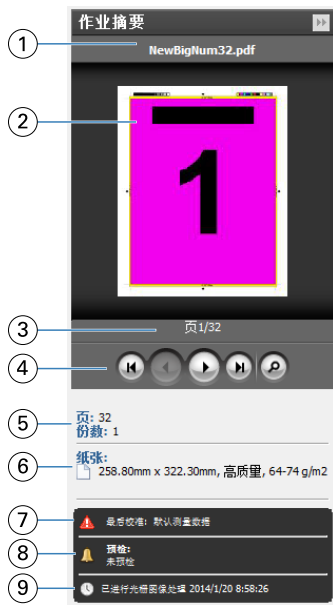 作业摘要
1
NewBigNum32.pdf
2
1
3
页1/32
4
5
页: 32
份数: 1
6
纸张:
258.80mm x 322.30mm, 高质量, 64-74 g/m2
7
最后校准: 默认测量数据
8
预检:
未预检
9
已进行光栅图像处理 2014/1/20 8:58:26